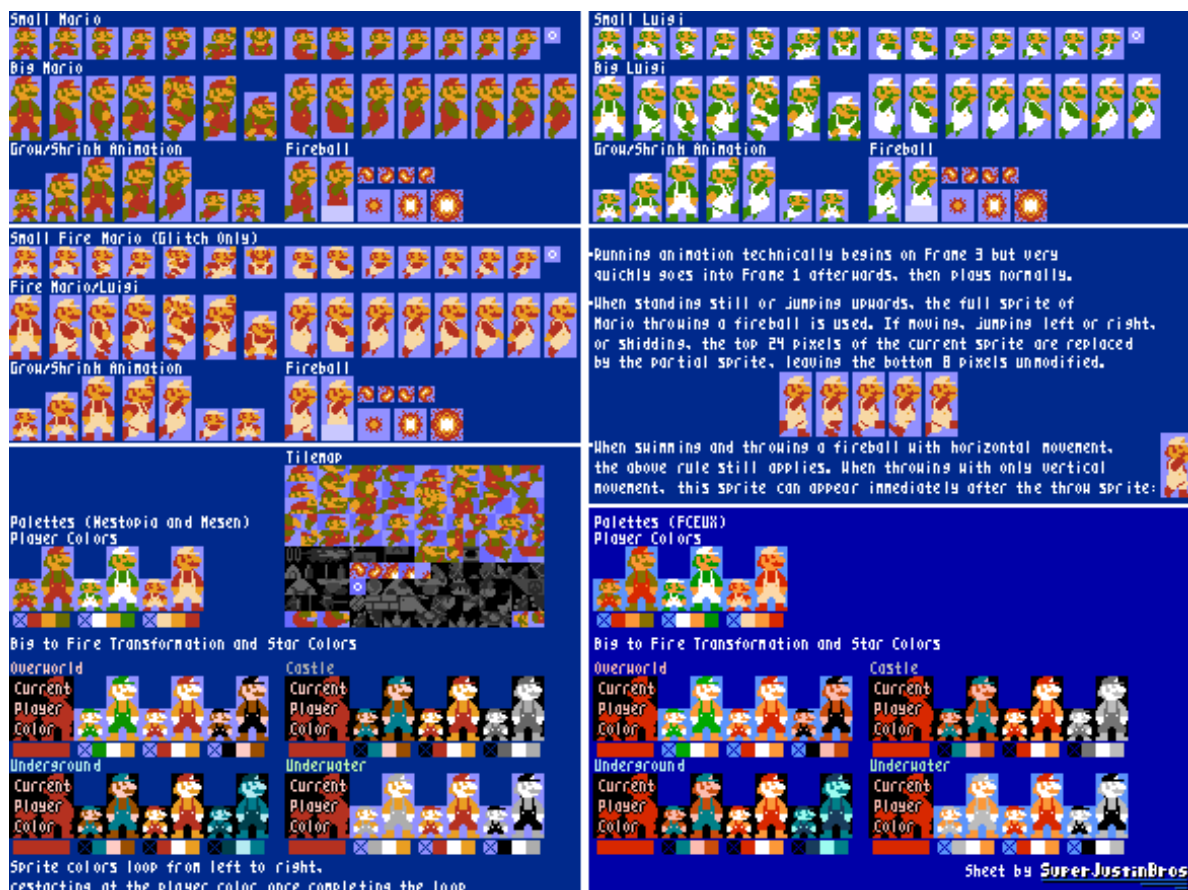 Small Mario
Big Mario
Grow/Shrink Animation
Fireball
Small Luigi
Big Luigi
Grow/Shrink Animation
Fireball
Small Fire Mario (Glitch Only)
Fire Mario/Luigi
Grow/Shrink Animation
Fireball
•Running animation technically begins on Frame 3 but very
quickly goes into Frame 1 afterwards, then plays normally.
•When standing still or jumping upwards, the full sprite of
Mario throwing a fireball is used. If moving, jumping left or right,
or skidding, the top 24 pixels of the current sprite are replaced
by the partial sprite, leaving the bottom 8 pixels unmodified.
•When swimming and throwing a fireball with horizontal movement,
the above rule still applies. When throwing with only vertical
movement, this sprite can appear immediately after the throw sprite:
Tilemap
Palettes (Nestopia and Mesen)
Player Colors
Big to Fire Transformation and Star Colors
Overworld
Current
Player
Color
Castle
Current
Player
Color
Underground
Current
Player
Color
Underwater
Current
Player
Color
Sprite colors loop from left to right,
restarting at the player color once completing the loop
Palettes (FCEUX)
Player Colors
Big to Fire Transformation and Star Colors
Overworld
Current
Player
Color
Castle
Current
Player
Color
Underground
Current
Player
Color
Underwater
Current
Player
Color
Sheet by SuperJustinBros